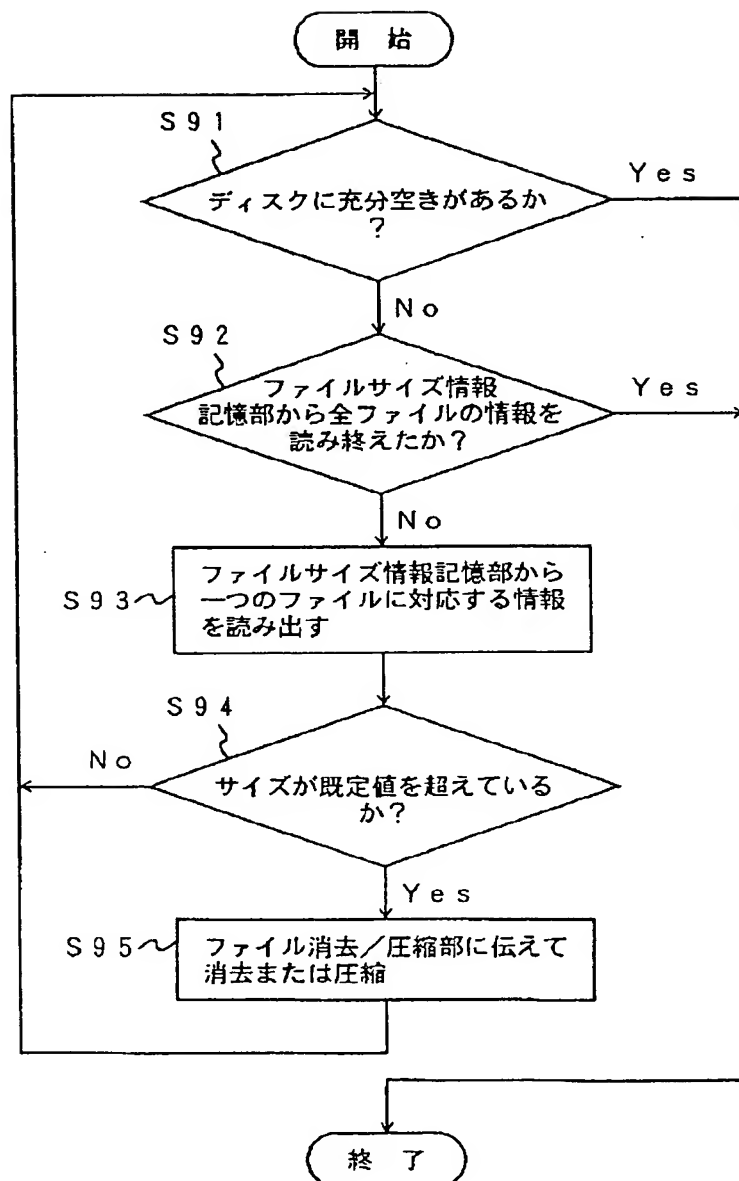 開 始
S91
ディスクに充分空きがあるか
?
Yes
No
S92
ファイルサイズ情報
記憶部から全ファイルの情報を
読み終えたか?
Yes
No
S93
ファイルサイズ情報記憶部から
一つのファイルに対応する情報
を読み出す
S94
No
サイズが既定値を超えている
か?
Yes
S95
ファイル消去/圧縮部に伝えて
消去または圧縮
終 了